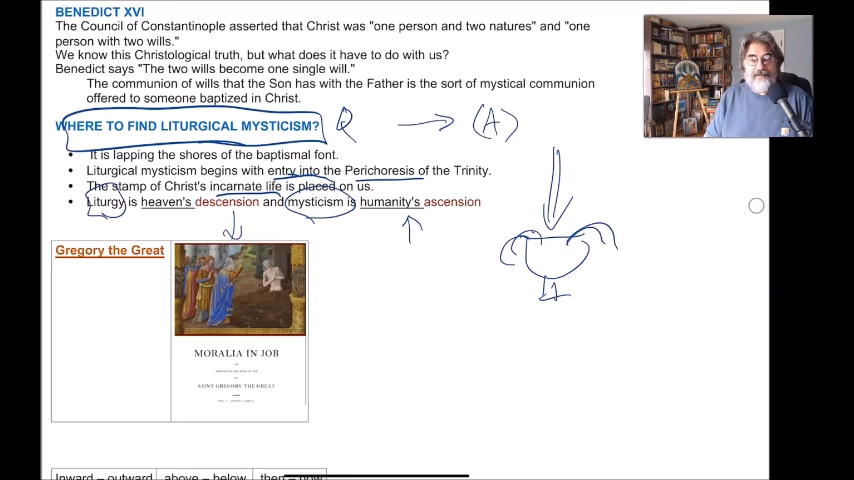 BENEDICT XVI
The Council of Constantinople asserted that Christ was "one person and two natures" and "one
person with two wills."
We know this Christological truth, but what does it have to do with us?
Benedict says "The two wills become one single will."
The communion of wills that the Son has with the Father is the sort of mystical communion
offered to someone baptized in Christ.
WHERE TO FIND LITURGICAL MYSTICISM? Q (A)
• It is lapping the shores of the baptismal font.
• Liturgical mysticism begins with entry into the Perichoresis of the Trinity.
• The stamp of Christ's incarnate life is placed on us.
• Liturgy is heaven's descension and mysticism is humanity's ascension
Gregory the Great
MORALIA IN JOB
SAINT GREGORY THE GREAT
Inward – outward above – below then – now